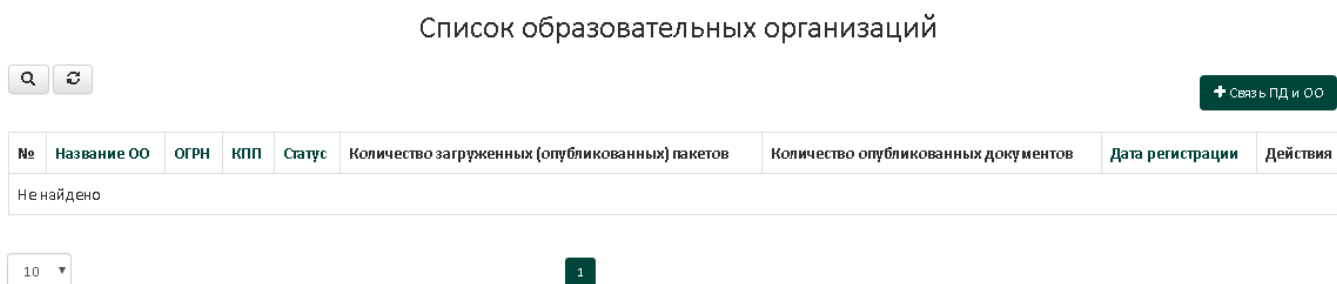 Список образовательных организаций
Связь ПД и ОО
№ Название ОО ОГРН КПП Статус Количество загруженных (опубликованных) пакетов Количество опубликованных документов Дата регистрации Действия
Не найдено
10 1